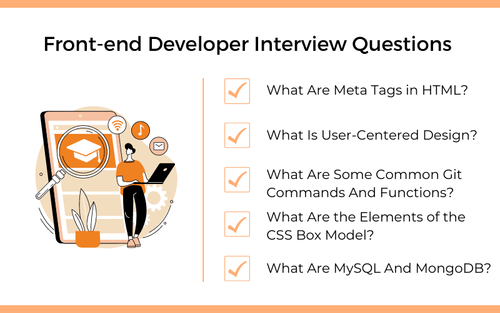 Front-end Developer Interview Questions
What Are Meta Tags in HTML?
What Is User-Centered Design?
What Are Some Common Git
Commands And Functions?
What Are the Elements of the
CSS Box Model?
What Are MySQL And MongoDB?